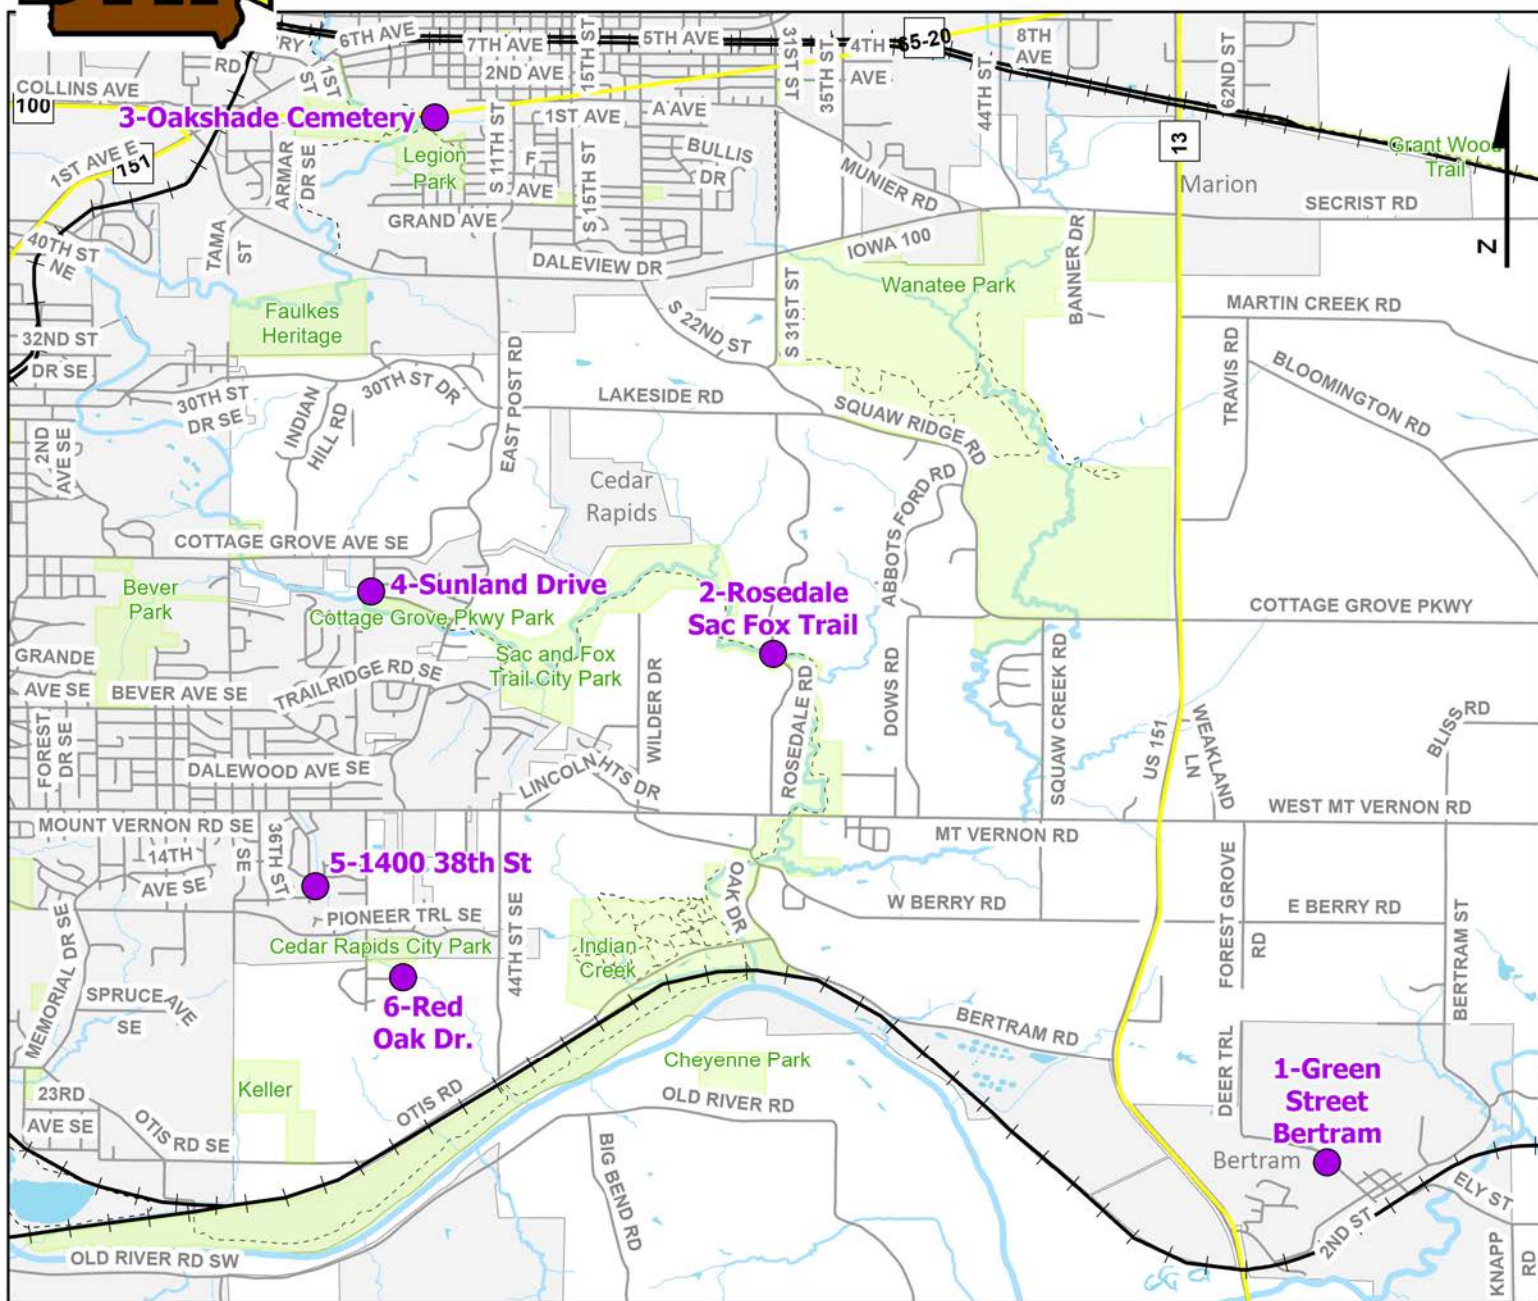 RY
RD
6TH AVE
7TH AVE
5TH AVE
2ND AVE
15TH ST
31ST ST
35TH ST
4TH
AVE
65-20
44TH ST
8TH
AVE
62ND ST
COLLINS AVE
100
1ST
ST
3-Oakshade Cemetery
1ST AVE
A AVE
1ST AVE E
151
ARMAR
DR SE
Legion
Park
S 11TH ST
F
AVE
S 15TH ST
BULLIS
DR
MUNIER RD
13
Marion
Grant Wood
Trail
SECRIST RD
GRAND AVE
TAMA
ST
40TH ST
NE
DALEVIEW DR
IOWA 100
BANNER DR
Wanatee Park
N
Faulkes
Heritage
S 22ND ST
S 31ST ST
MARTIN CREEK RD
32ND ST
DR SE
30TH ST
DR SE
30TH ST DR
INDIAN
HILL RD
EAST POST RD
LAKESIDE RD
SQUAW RIDGE RD
TRAVIS RD
BLOOMINGTON RD
2ND
AVE SE
Cedar
Rapids
ABBOTS FORD RD
COTTAGE GROVE AVE SE
Bever
Park
4-Sunland Drive
Cottage Grove Pkwy Park
2-Rosedale
Sac Fox Trail
COTTAGE GROVE PKWY
GRANDE
AVE SE
BEVER AVE SE
TRAILRIDGE RD SE
Sac and Fox
Trail City Park
WILDER DR
ROSEDALE RD
DOWS RD
SQUAW CREEK RD
US 151
WEAKLAND
LN
BLISS RD
FOREST
DR SE
DALEWOOD AVE SE
LINCOLN HTS DR
MOUNT VERNON RD SE
MT VERNON RD
WEST MT VERNON RD
14TH
AVE SE
SE
36TH ST
5-1400 38th St
PIONEER TRL SE
44TH ST SE
OAK DR
W BERRY RD
E BERRY RD
FOREST GROVE
RD
BERTRAM ST
MEMORIAL DR SE
Cedar Rapids City Park
Indian
Creek
SPRUCE AVE
SE
6-Red
Oak Dr.
BERTRAM RD
Cheyenne Park
OLD RIVER RD
Keller
23RD
AVE SE
OTIS RD SE
OTIS RD
BIG BEND RD
DEER TRL
1-Green
Street
Bertram
Bertram
ELY ST
2ND ST
KNAPP
RD
OLD RIVER RD SW